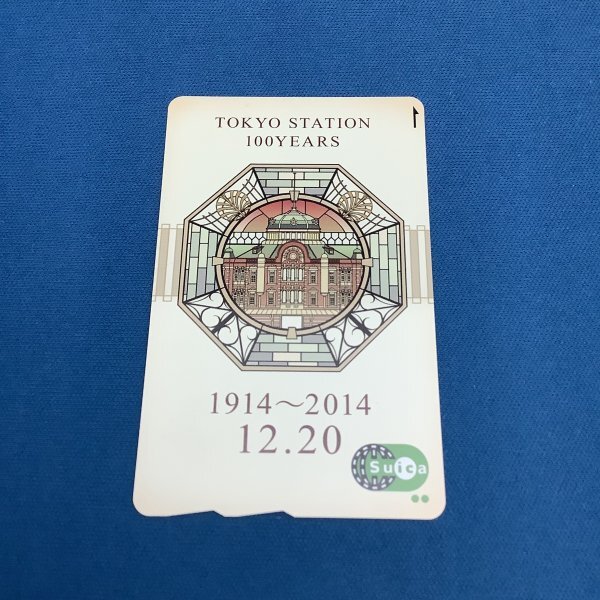 TOKYO STATION
100YEARS
1914～2014
12.20
Suica